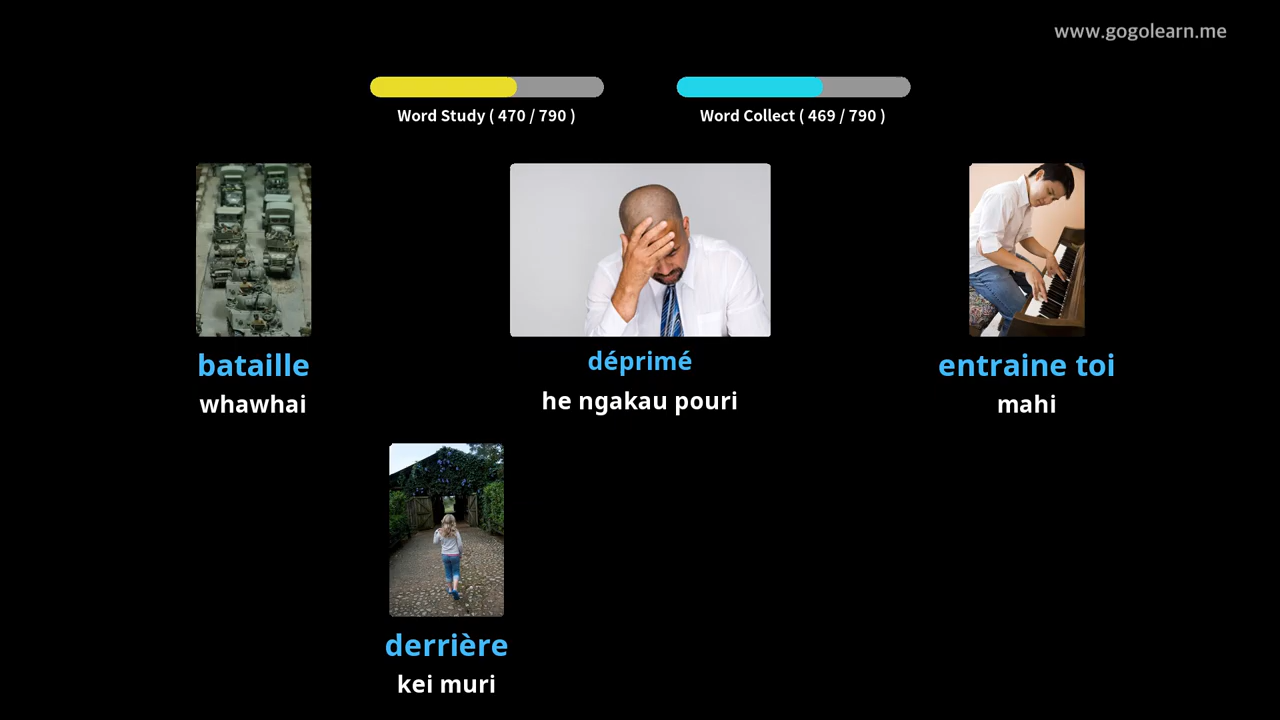 www.gogolearn.me
Word Study ( 470 / 790 )
Word Collect ( 469 / 790 )
bataille
whawhai
déprimé
he ngakau pouri
entraine toi
mahi
derrière
kei muri